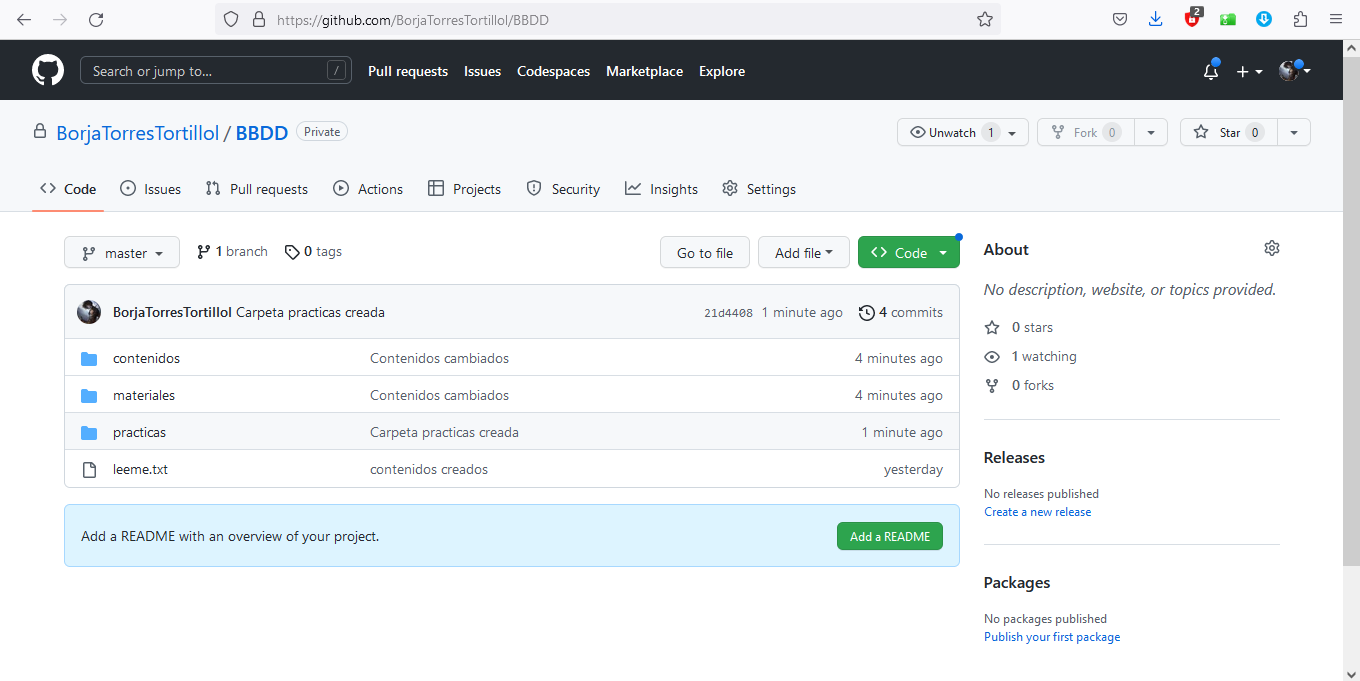 https://github.com/BorjaTorresTortillol/BBDD
2
Search or jump to...
/
Pull requests
Issues
Codespaces
Marketplace
Explore
BorjaTorresTortillol / BBDD
Private
Unwatch 1
Fork 0
Star 0
Code
Issues
Pull requests
Actions
Projects
Security
Insights
Settings
master
1 branch
0 tags
Go to file
Add file
Code
BorjaTorresTortillol Carpeta practicas creada
21d4408 1 minute ago
4 commits
contenidos Contenidos cambiados 4 minutes ago
materiales Contenidos cambiados 4 minutes ago
practicas Carpeta practicas creada 1 minute ago
leeme.txt contenidos creados yesterday
Add a README with an overview of your project.
Add a README
About
No description, website, or topics provided.
0 stars
1 watching
0 forks
Releases
No releases published
Create a new release
Packages
No packages published
Publish your first package